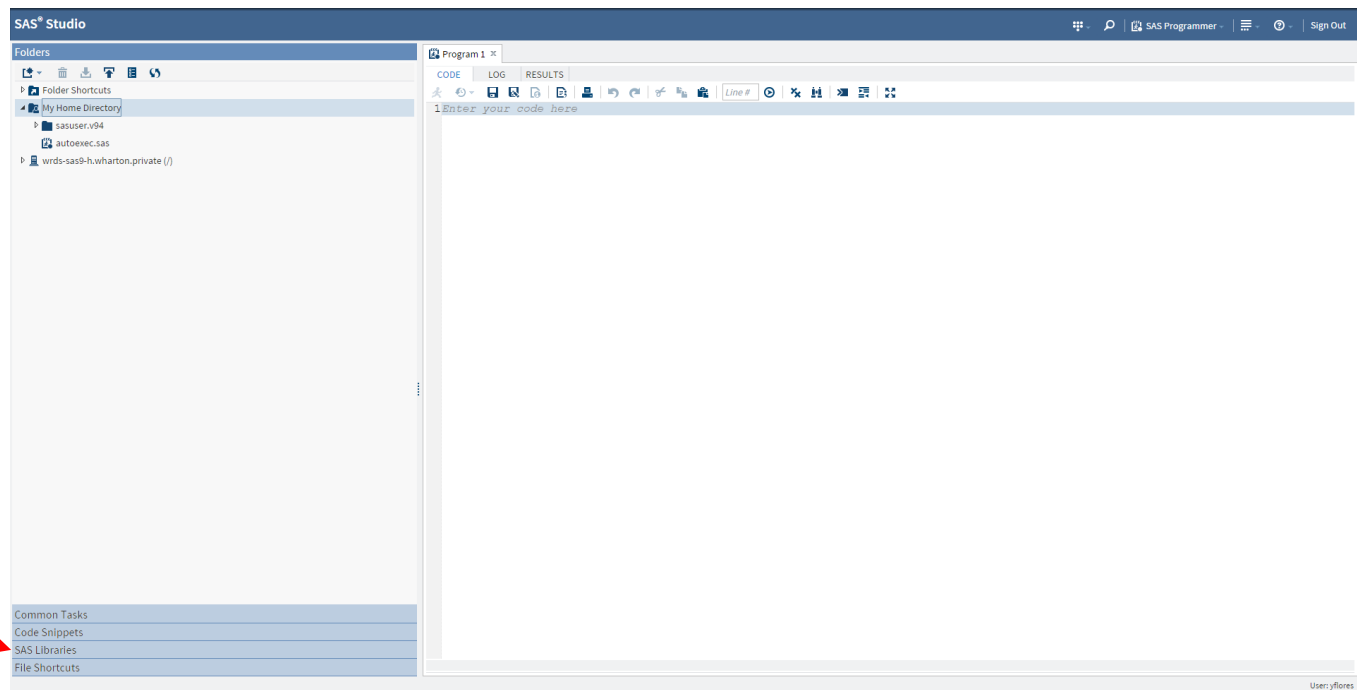 SAS® Studio
SAS Programmer
Sign Out
Folders
Folder Shortcuts
My Home Directory
sasuser.v94
autoexec.sas
wrds-sas9-h.wharton.private (/)
Common Tasks
Code Snippets
SAS Libraries
File Shortcuts
Program 1
CODE LOG RESULTS
Line #
1 Enter your code here
User: yflores